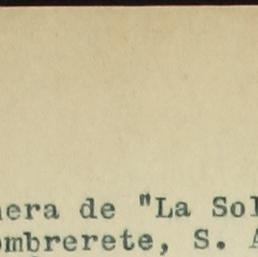 nera de "La Sol
ombrerete, S. A